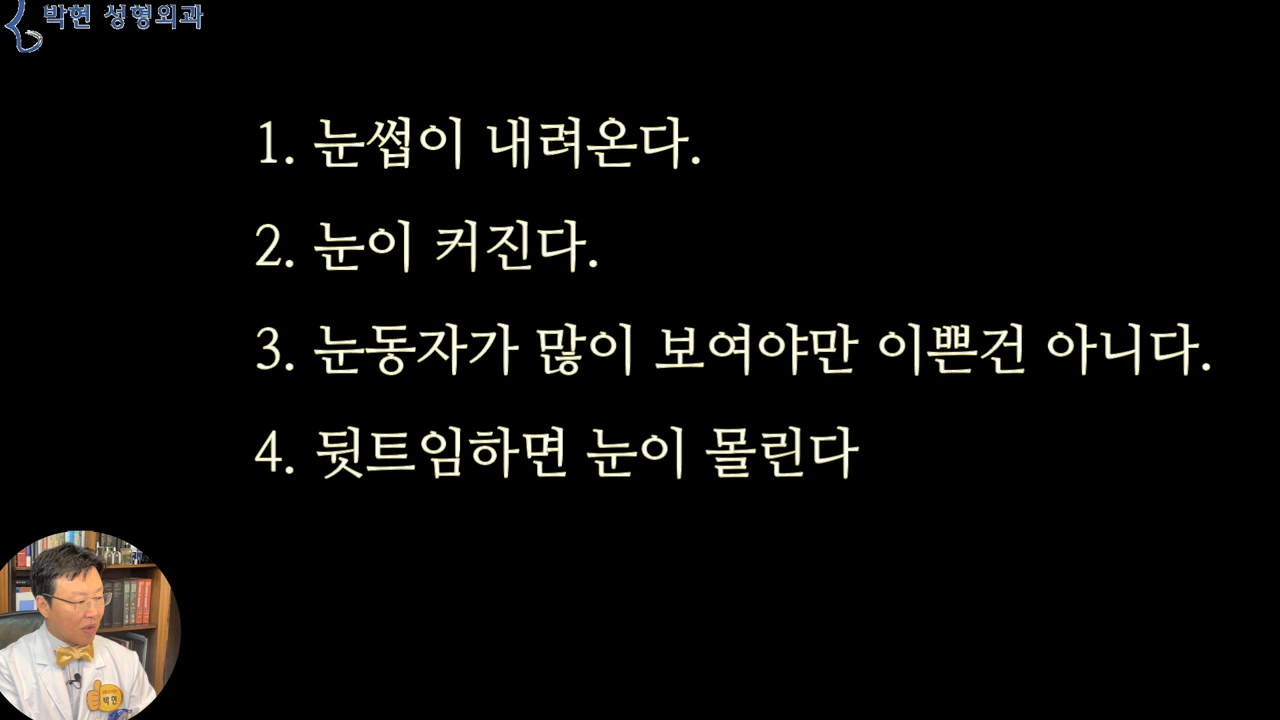 박현 성형외과
1. 눈썹이 내려온다.
2. 눈이 커진다.
3. 눈동자가 많이 보여야만 이쁜건 아니다.
4. 뒷트임하면 눈이 몰린다
박현